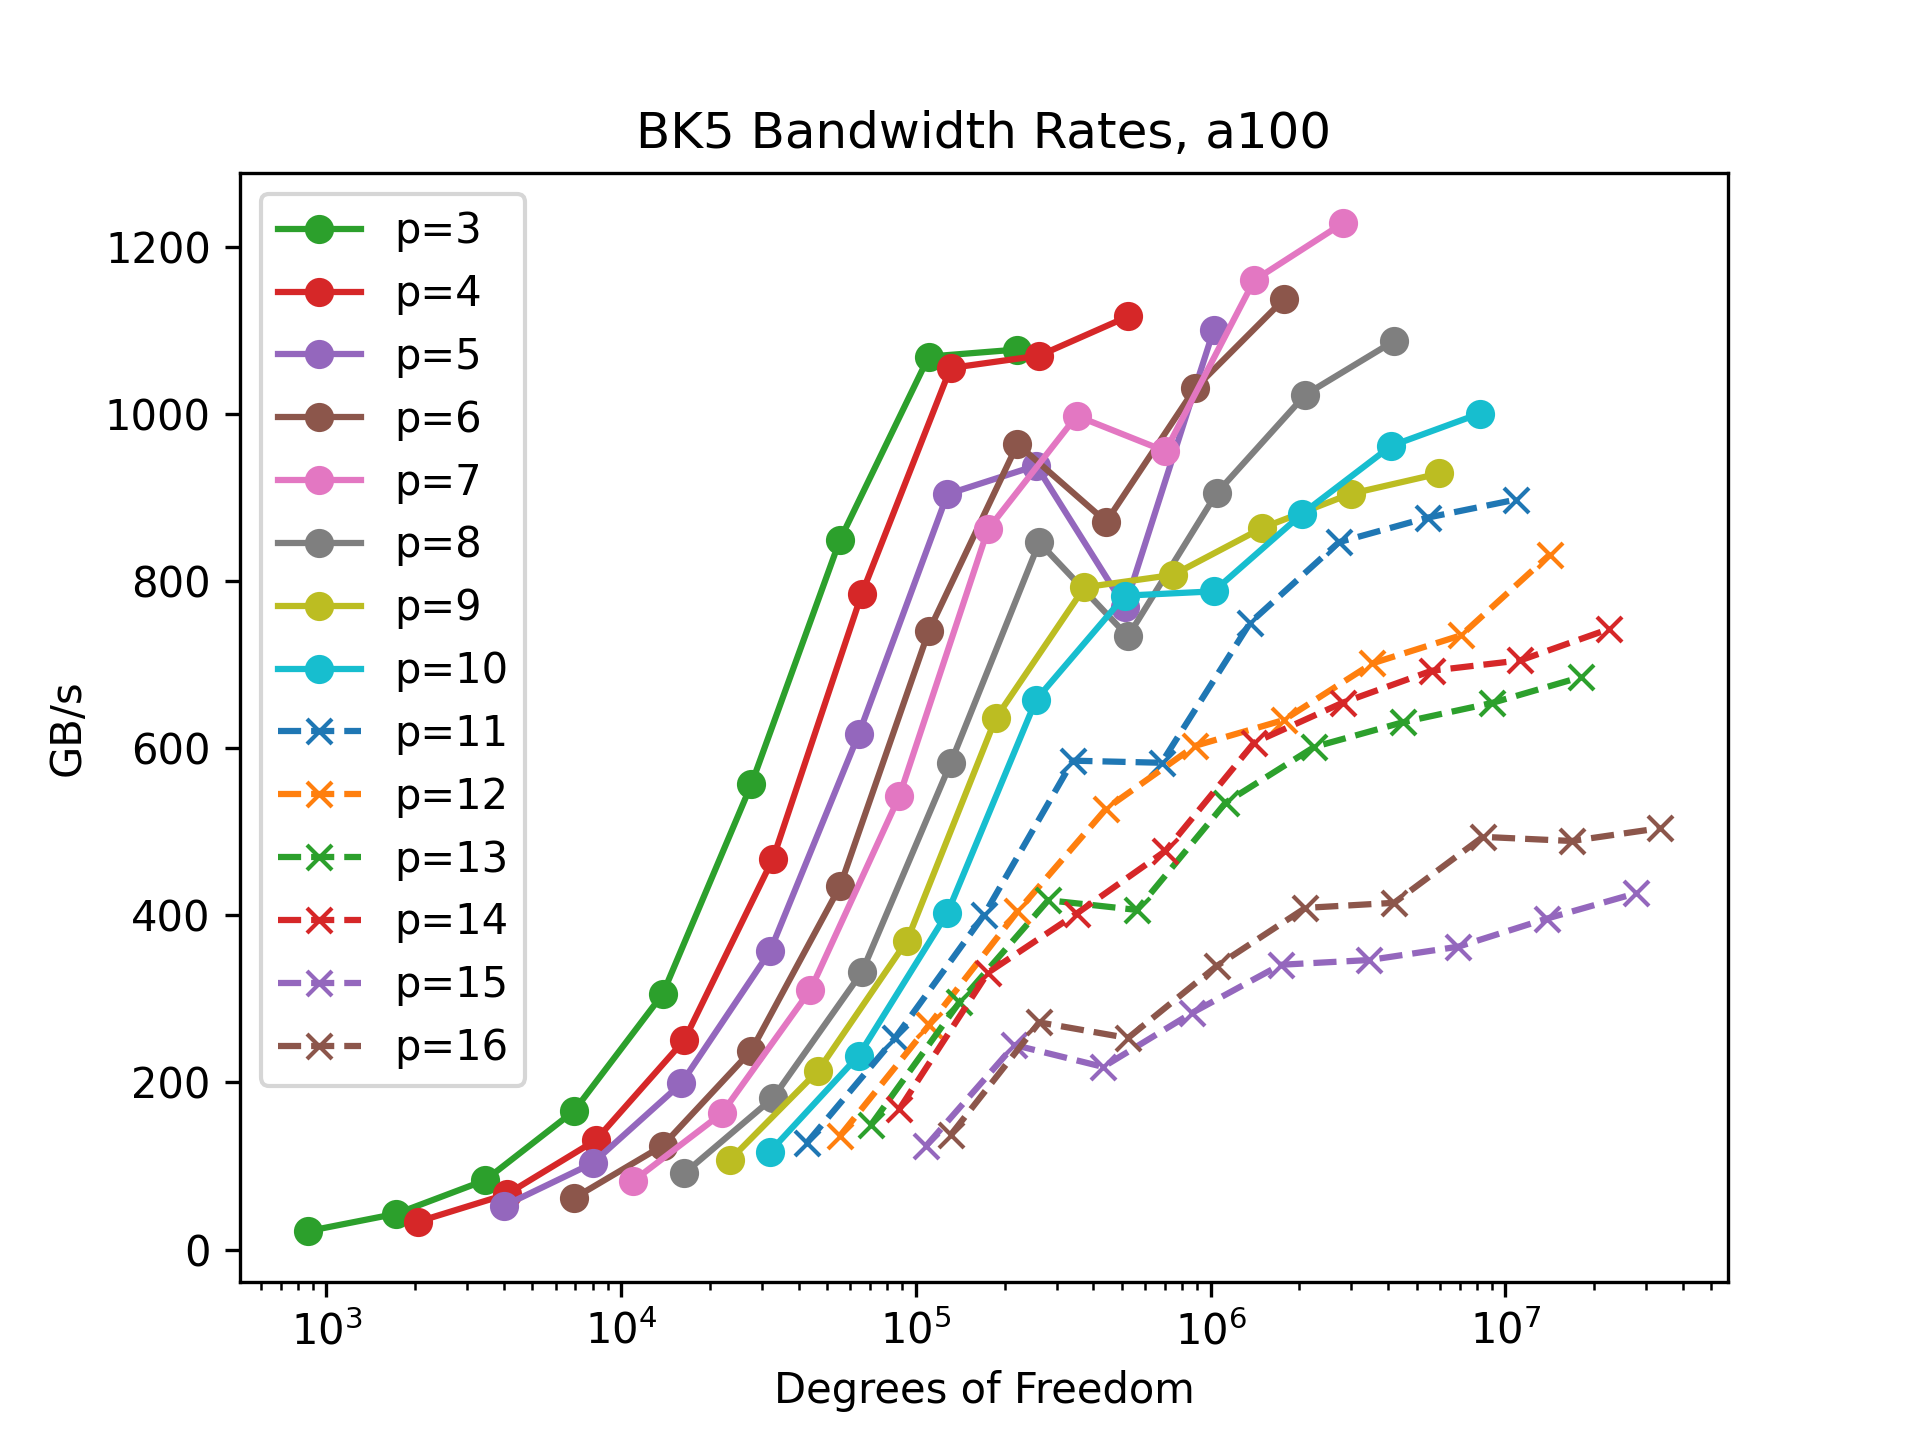 BK5 Bandwidth Rates, a100
p=3
p=4
p=5
p=6
p=7
p=8
p=9
p=10
p=11
p=12
p=13
p=14
p=15
p=16
GB/s
1200
1000
800
600
400
200
0
10³ 10⁴ 10⁵ 10⁶ 10⁷
Degrees of Freedom